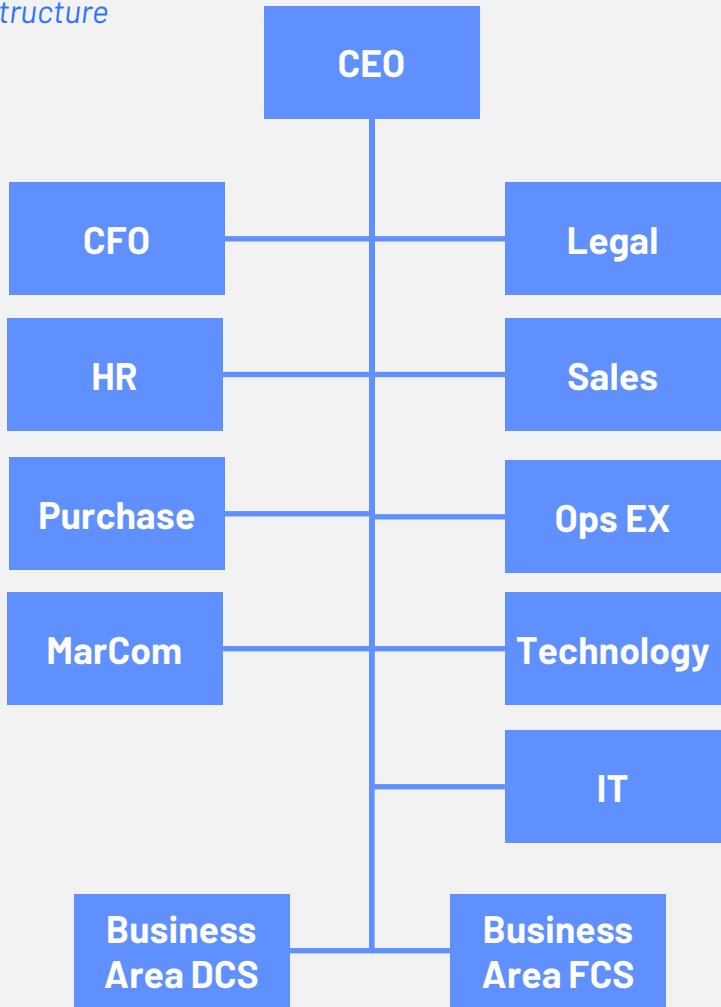 tructure
CEO
CFO
Legal
HR
Sales
Purchase
Ops EX
MarCom
Technology
IT
Business
Area DCS
Business
Area FCS